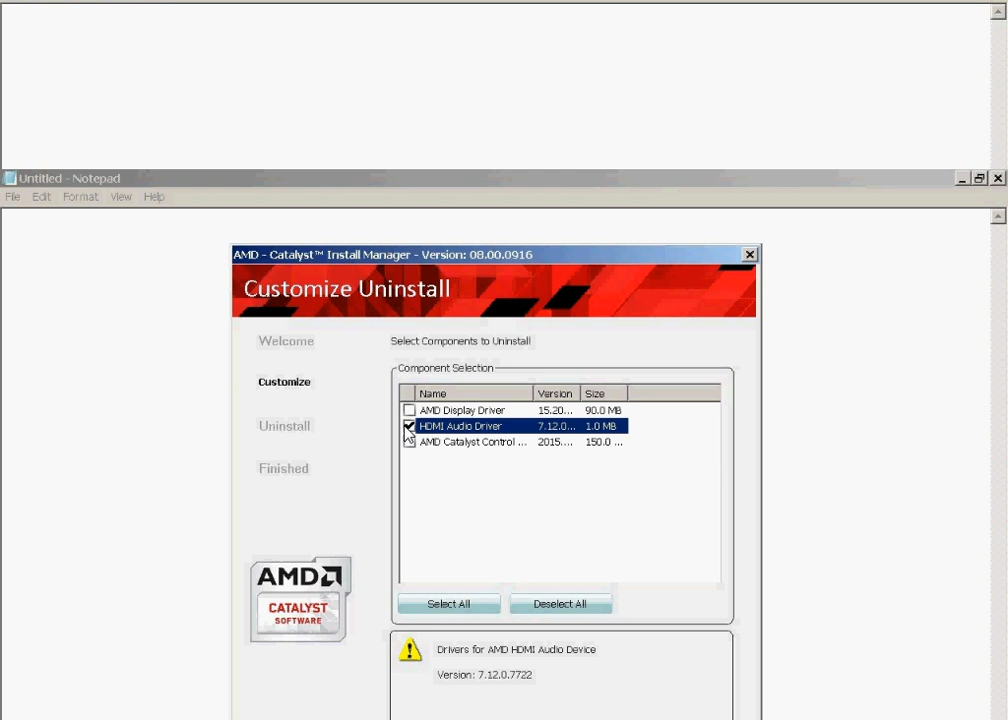 Untitled - Notepad
File Edit Format View Help
AMD - Catalyst™ Install Manager - Version: 08.00.0916
Customize Uninstall
Welcome
Select Components to Uninstall
Component Selection
Customize
Name Version Size
AMD Display Driver 15.20... 90.0 MB
Uninstall
HDMI Audio Driver 7.12.0... 1.0 MB
AMD Catalyst Control ... 2015.... 150.0 ...
Finished
AMD
CATALYST
SOFTWARE
Select All Deselect All
Drivers for AMD HDMI Audio Device
Version: 7.12.0.7722